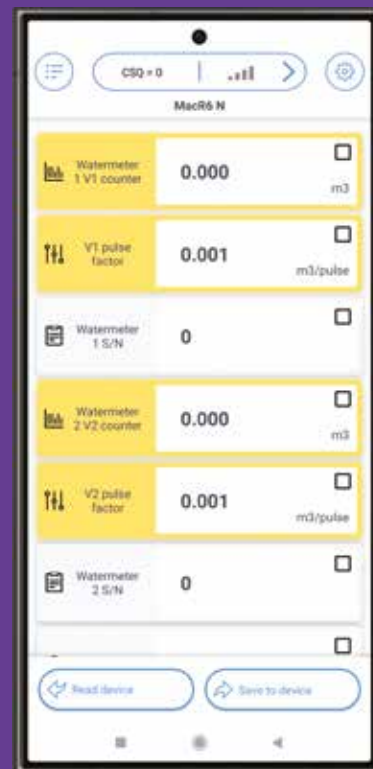 CSQ = 0
MacR6 N
Watermeter
1 V1 counter
0.000
m3
V1 pulse
factor
0.001
m3/pulse
Watermeter
1 S/N
0
Watermeter
2 V2 counter
0.000
m3
V2 pulse
factor
0.001
m3/pulse
Watermeter
2 S/N
0
Read device
Save to device